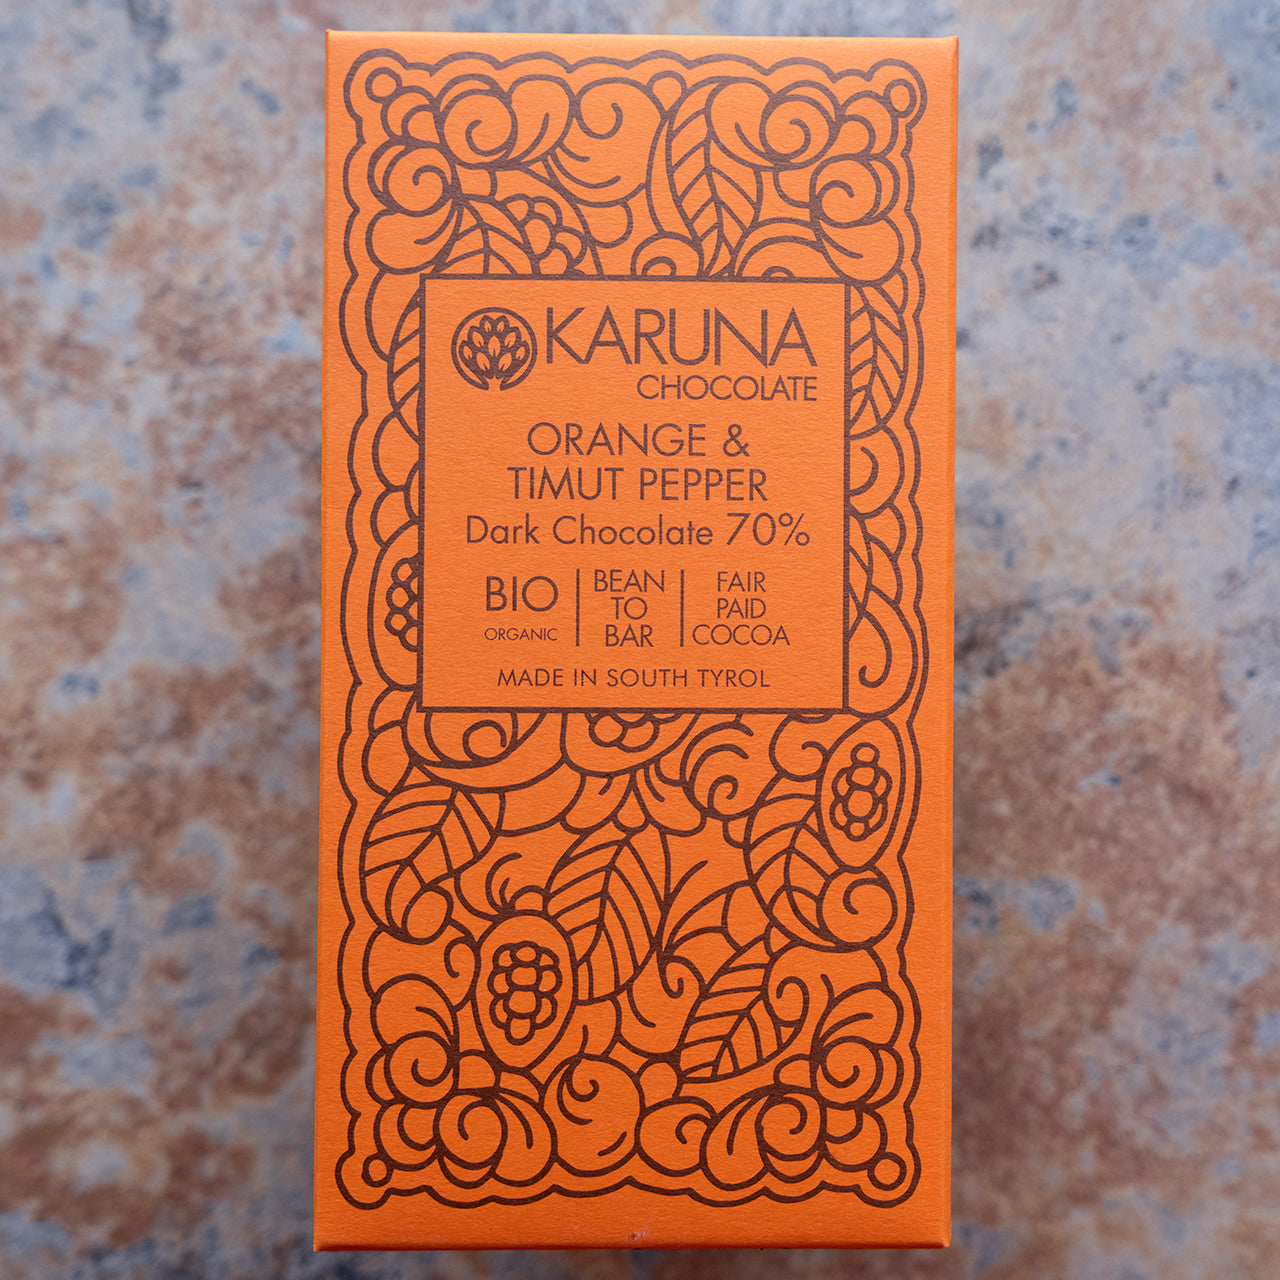 KARUNA
CHOCOLATE
ORANGE &
TIMUT PEPPER
Dark Chocolate 70%
BIO
ORGANIC
BEAN
TO
BAR
FAIR
PAID
COCOA
MADE IN SOUTH TYROL